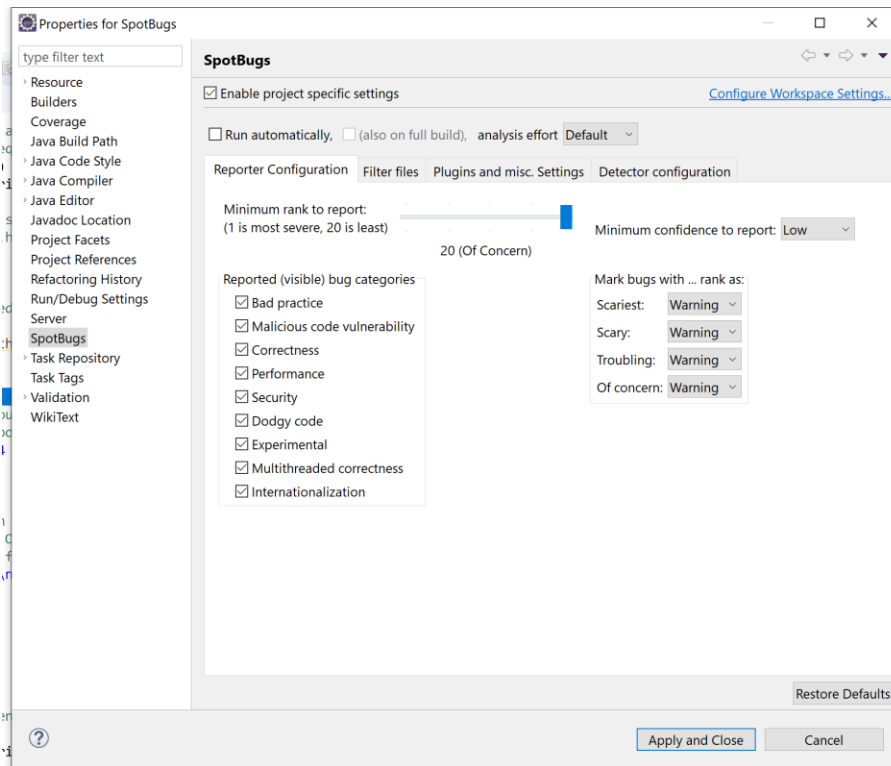 Properties for SpotBugs
type filter text
Resource
Builders
Coverage
Java Build Path
Java Code Style
Java Compiler
Java Editor
Javadoc Location
Project Facets
Project References
Refactoring History
Run/Debug Settings
Server
SpotBugs
Task Repository
Task Tags
Validation
WikiText
SpotBugs
Enable project specific settings
Configure Workspace Settings...
Run automatically, (also on full build), analysis effort Default
Reporter Configuration Filter files Plugins and misc. Settings Detector configuration
Minimum rank to report:
(1 is most severe, 20 is least)
20 (Of Concern)
Minimum confidence to report: Low
Reported (visible) bug categories
Bad practice
Malicious code vulnerability
Correctness
Performance
Security
Dodgy code
Experimental
Multithreaded correctness
Internationalization
Mark bugs with ... rank as:
Scariest: Warning
Scary: Warning
Troubling: Warning
Of concern: Warning
Restore Defaults
Apply and Close Cancel